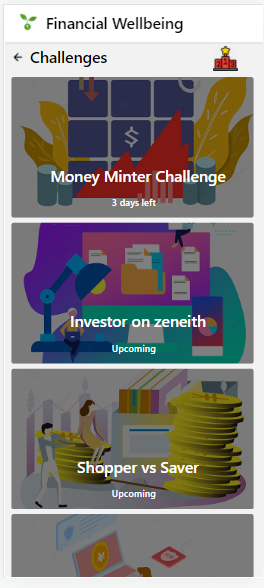 Financial Wellbeing
Challenges
Money Minter Challenge
3 days left
Investor on zeneith
Upcoming
Shopper vs Saver
Upcoming